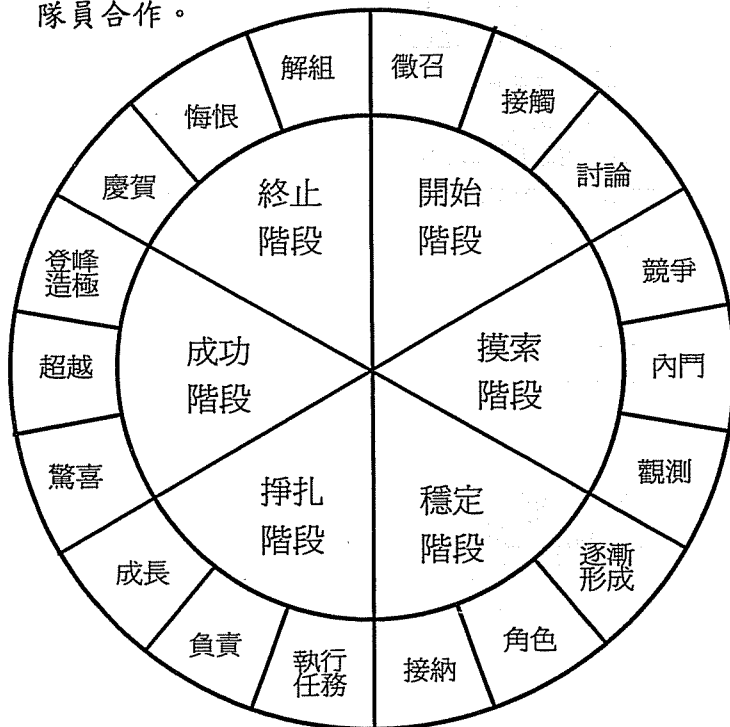 隊員合作。
解組
徵召
悔恨
接觸
慶賀
討論
終止
階段
開始
階段
登峰
造極
競爭
成功
階段
摸索
階段
超越
內鬥
驚喜
觀測
掙扎
階段
穩定
階段
成長
逐漸
形成
負責
執行
任務
接納
角色